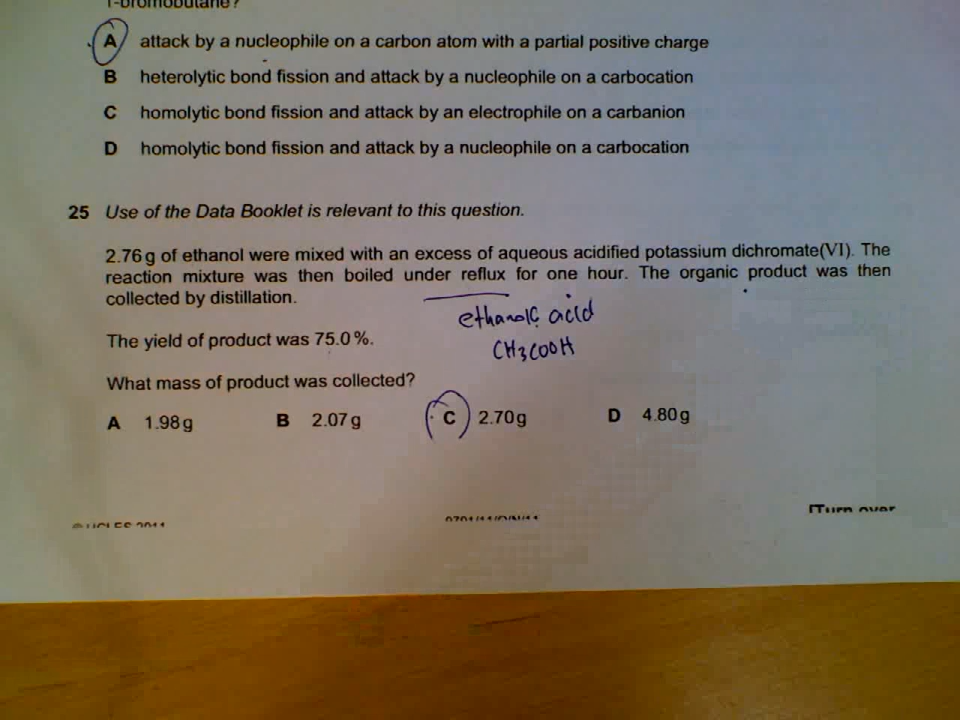 1-bromobutane?
A attack by a nucleophile on a carbon atom with a partial positive charge
B heterolytic bond fission and attack by a nucleophile on a carbocation
C homolytic bond fission and attack by an electrophile on a carbanion
D homolytic bond fission and attack by a nucleophile on a carbocation
25 Use of the Data Booklet is relevant to this question.
2.76 g of ethanol were mixed with an excess of aqueous acidified potassium dichromate(VI). The
reaction mixture was then boiled under reflux for one hour. The organic product was then
collected by distillation.
ethanoic acid
The yield of product was 75.0 %.
CH3COOH
What mass of product was collected?
A 1.98 g B 2.07 g C 2.70 g D 4.80 g
© UCLES 2011 [Turn over